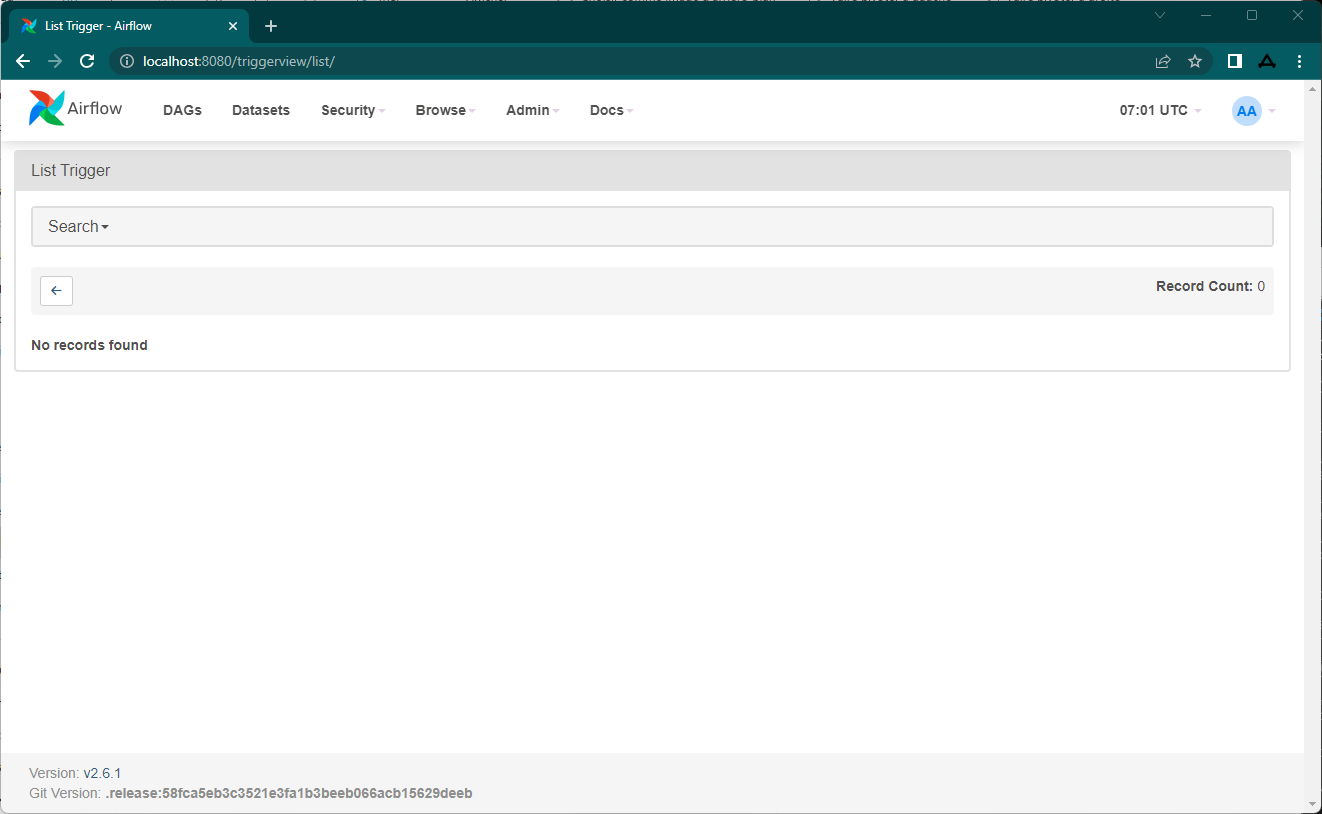 List Trigger - Airflow
localhost:8080/triggerview/list/
Airflow DAGs Datasets Security Browse Admin Docs 07:01 UTC AA
List Trigger
Search
Record Count: 0
No records found
Version: v2.6.1
Git Version: .release:58fca5eb3c3521e3fa1b3beeb066acb15629deeb